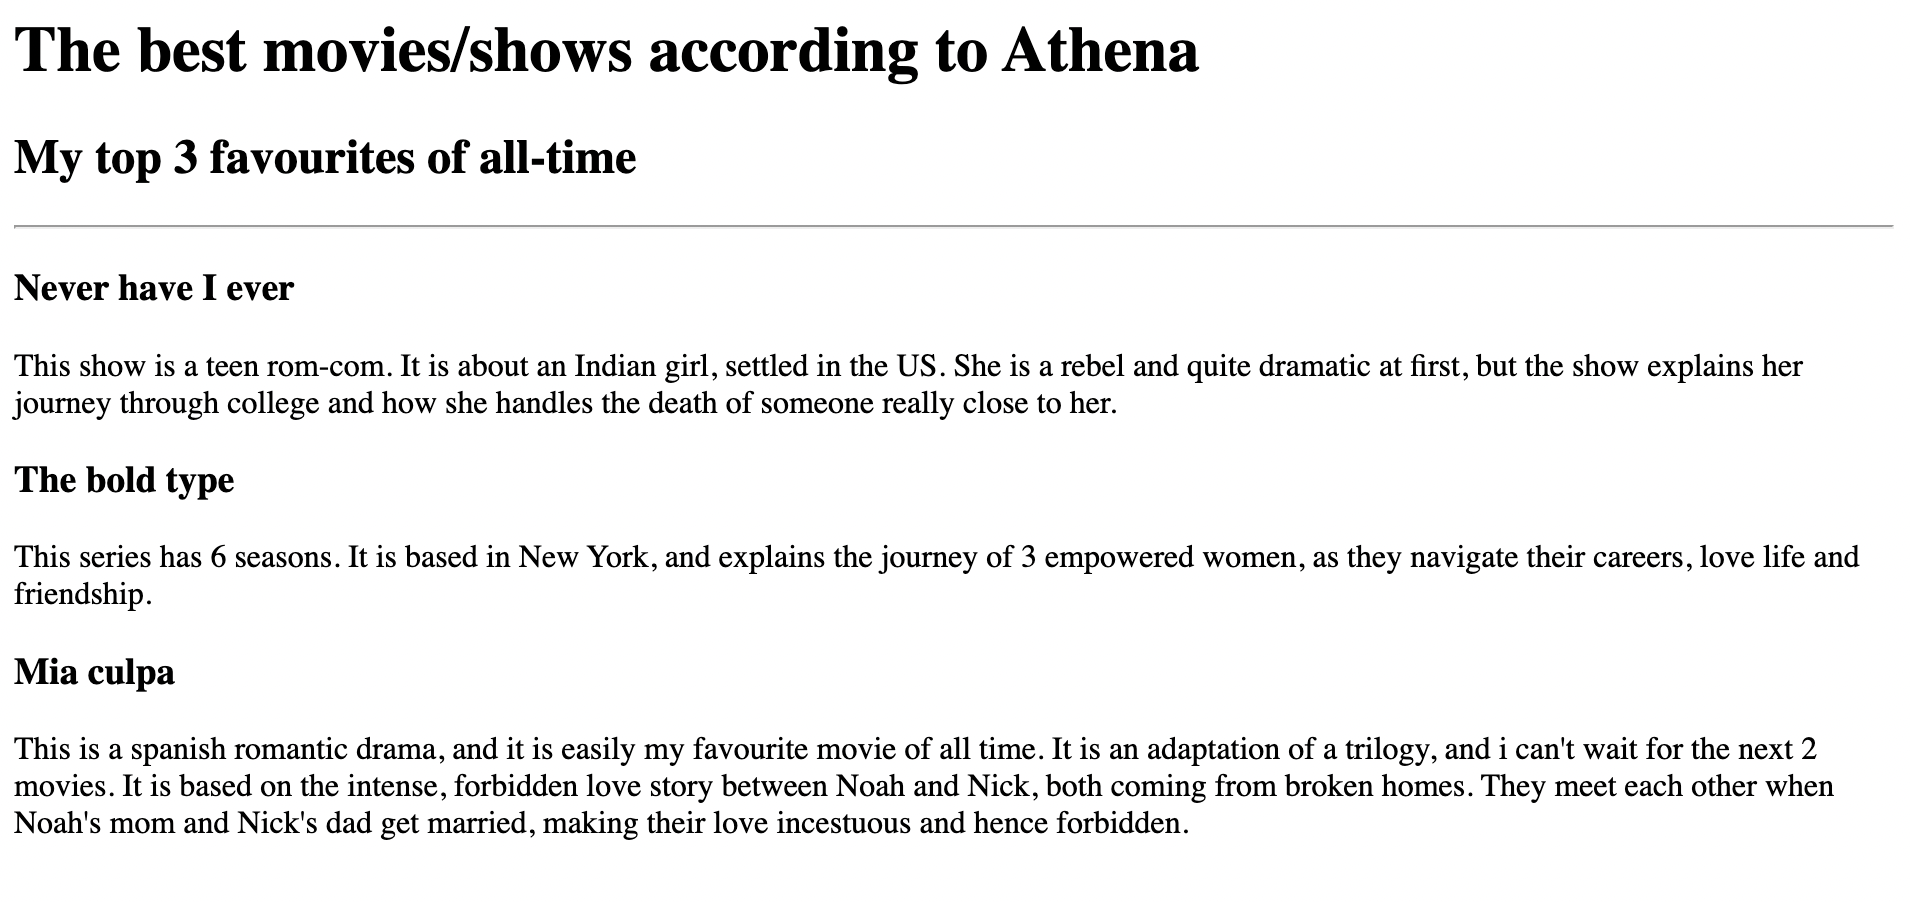 The best movies/shows according to Athena
My top 3 favourites of all-time
Never have I ever
This show is a teen rom-com. It is about an Indian girl, settled in the US. She is a rebel and quite dramatic at first, but the show explains her
journey through college and how she handles the death of someone really close to her.
The bold type
This series has 6 seasons. It is based in New York, and explains the journey of 3 empowered women, as they navigate their careers, love life and
friendship.
Mia culpa
This is a spanish romantic drama, and it is easily my favourite movie of all time. It is an adaptation of a trilogy, and i can't wait for the next 2
movies. It is based on the intense, forbidden love story between Noah and Nick, both coming from broken homes. They meet each other when
Noah's mom and Nick's dad get married, making their love incestuous and hence forbidden.